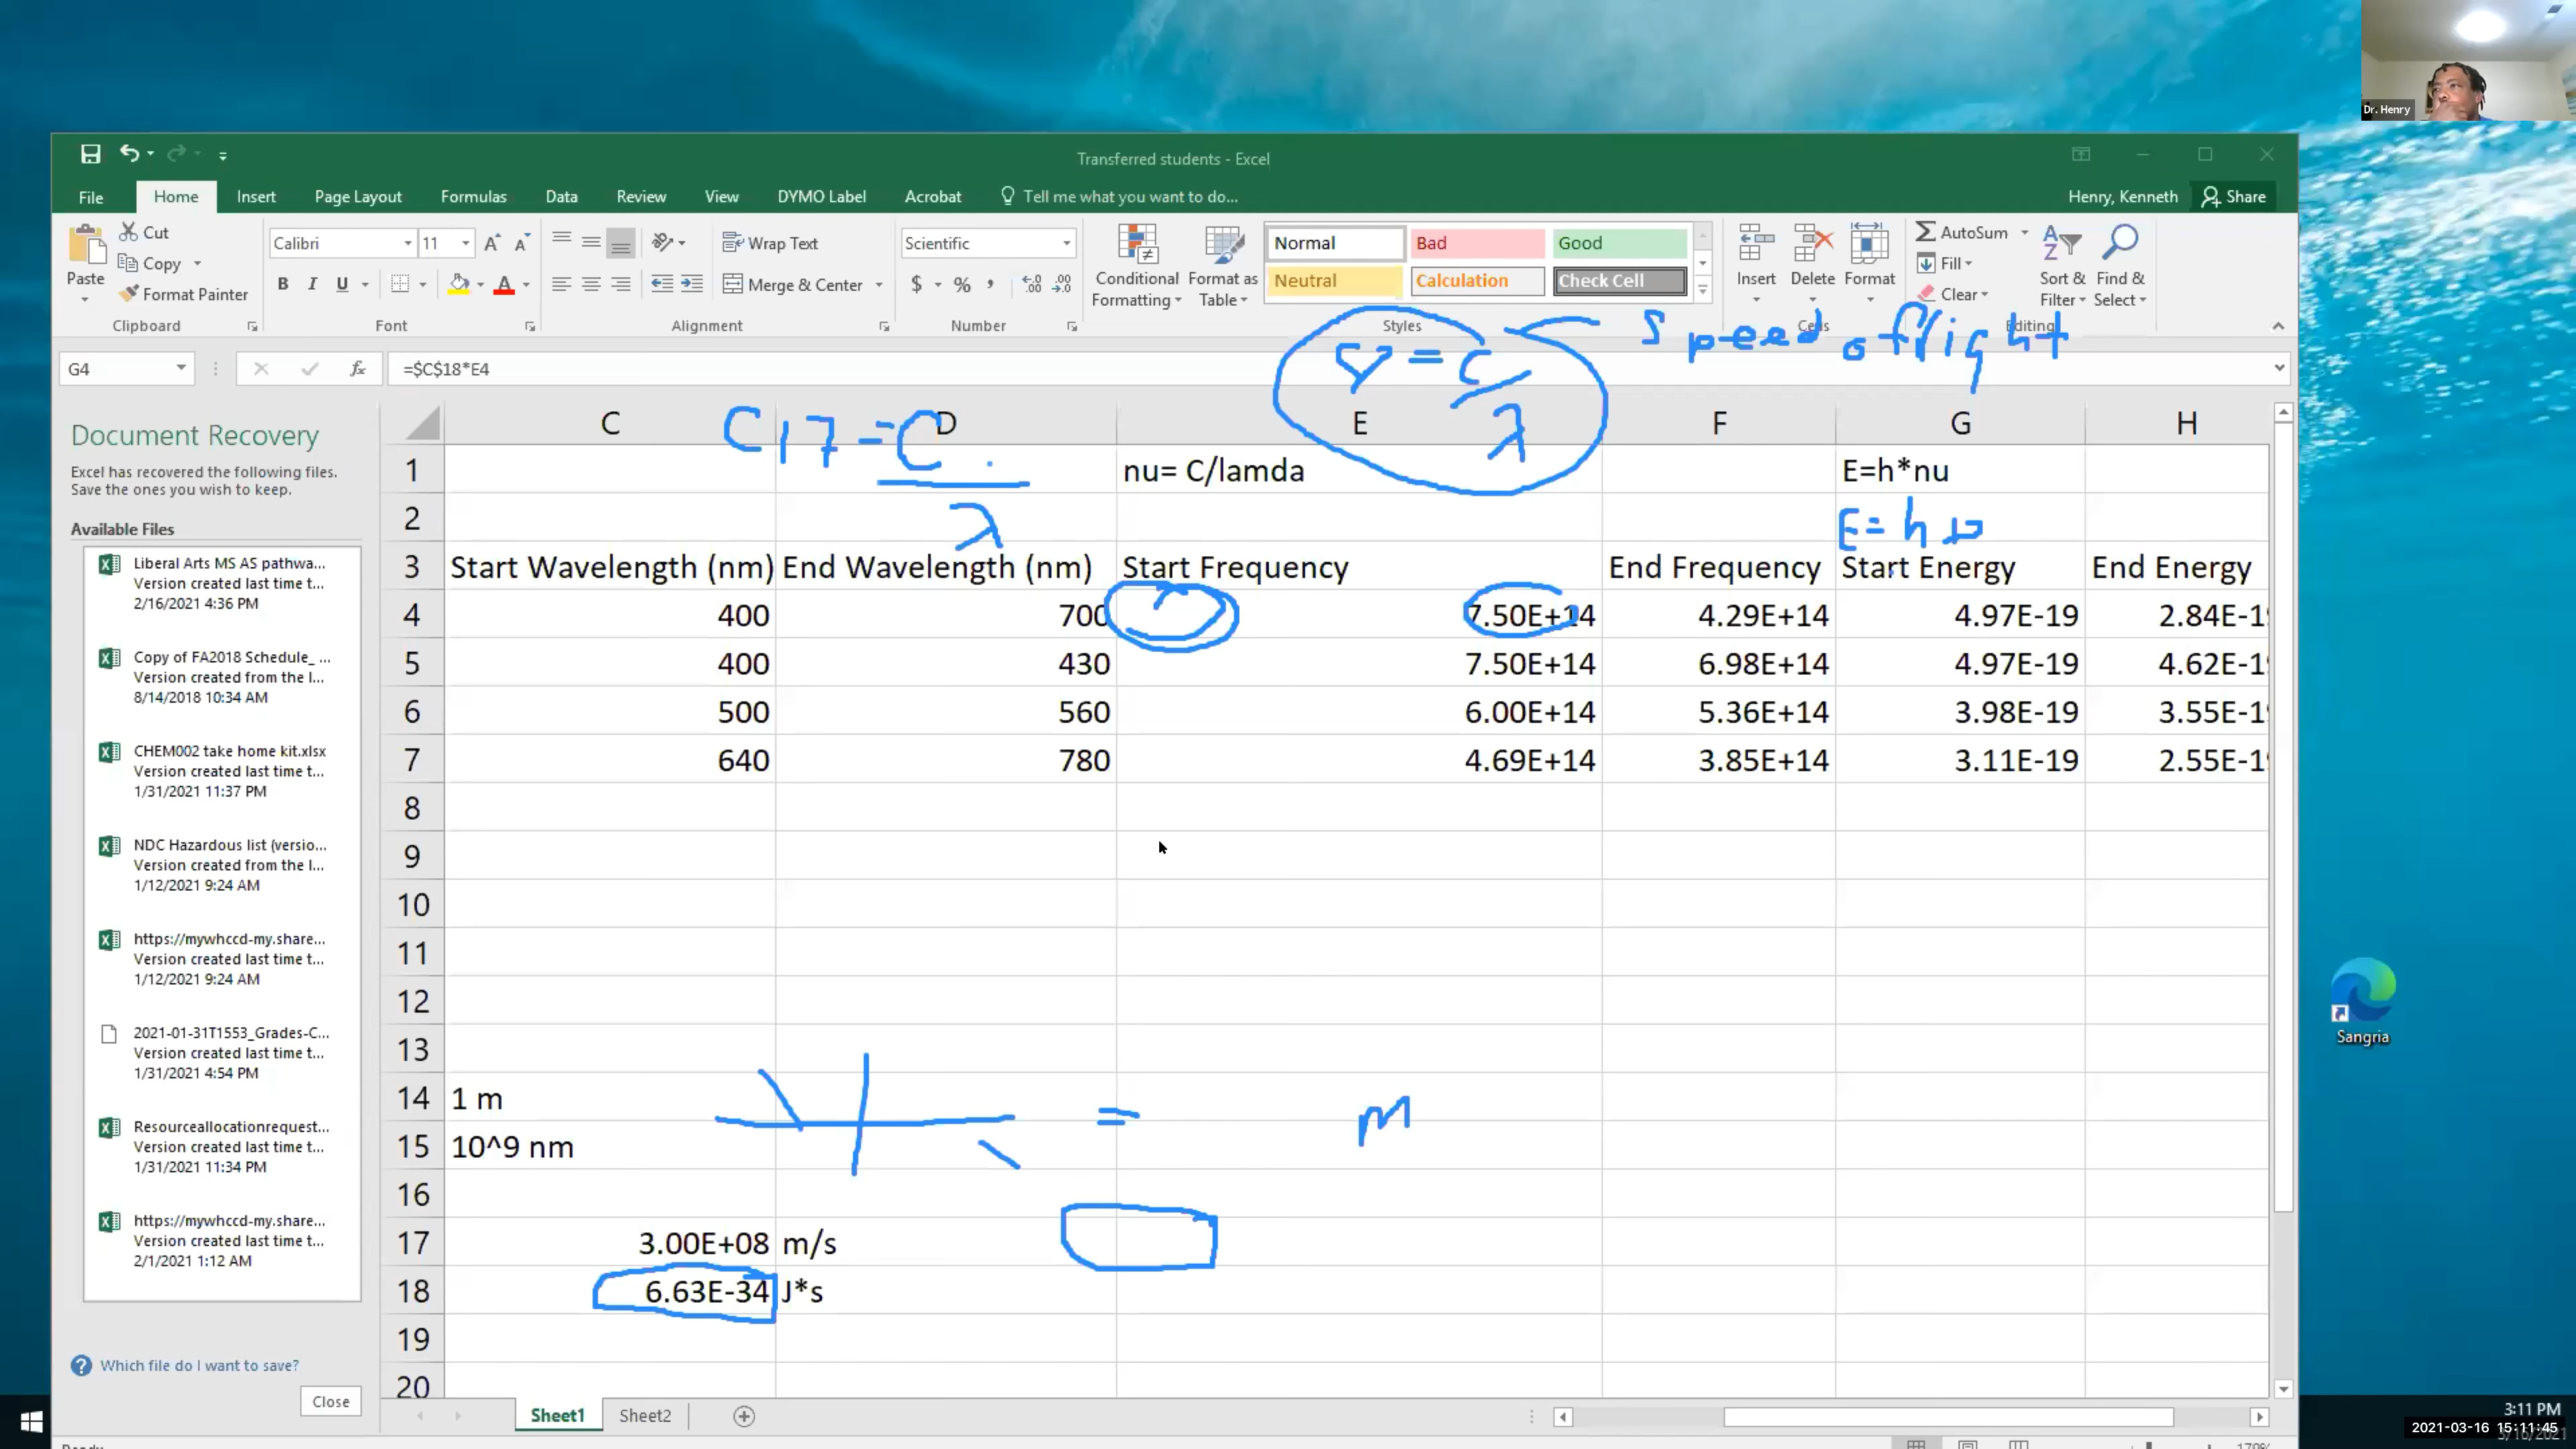 Dr. Henry
Transferred students - Excel
File Home Insert Page Layout Formulas Data Review View DYMO Label Acrobat Tell me what you want to do...
Henry, Kenneth Share
Paste
Cut
Copy
Format Painter
Clipboard
Calibri 11
B I U
Font
Wrap Text
Merge & Center
Alignment
Scientific
$ % ,
Number
Conditional Formatting
Format as Table
Normal Bad Good
Neutral Calculation Check Cell
Styles
Insert Delete Format
Cells
AutoSum
Fill
Clear
Sort & Filter
Find & Select
Editing
G4 fx =$C$18*E4
ν = C/λ
Speed of light
C17 = C
λ
Document Recovery
Excel has recovered the following files.
Save the ones you wish to keep.
Available Files
Liberal Arts MS AS pathwa...
Version created last time t...
2/16/2021 4:36 PM
Copy of FA2018 Schedule_ ...
Version created from the l...
8/14/2018 10:34 AM
CHEM002 take home kit.xlsx
Version created last time t...
1/31/2021 11:37 PM
NDC Hazardous list (versio...
Version created from the l...
1/12/2021 9:24 AM
https://mywhccd-my.share...
Version created last time t...
1/12/2021 9:24 AM
2021-01-31T1553_Grades-C...
Version created last time t...
1/31/2021 4:54 PM
Resourceallocationrequest...
Version created last time t...
1/31/2021 11:34 PM
https://mywhccd-my.share...
Version created last time t...
2/1/2021 1:12 AM
Which file do I want to save?
Close
C D E F G H
1 nu= C/lamda E=h*nu
2 E= hν
3 Start Wavelength (nm) End Wavelength (nm) Start Frequency End Frequency Start Energy End Energy
4 400 700 7.50E+14 4.29E+14 4.97E-19 2.84E-19
5 400 430 7.50E+14 6.98E+14 4.97E-19 4.62E-19
6 500 560 6.00E+14 5.36E+14 3.98E-19 3.55E-19
7 640 780 4.69E+14 3.85E+14 3.11E-19 2.55E-19
8
9
10
11
12
13
14 1 m = m
15 10^9 nm
16
17 3.00E+08 m/s
18 6.63E-34 J*s
19
20
Sheet1 Sheet2
Sangria
3:11 PM
2021-03-16 15:11:45